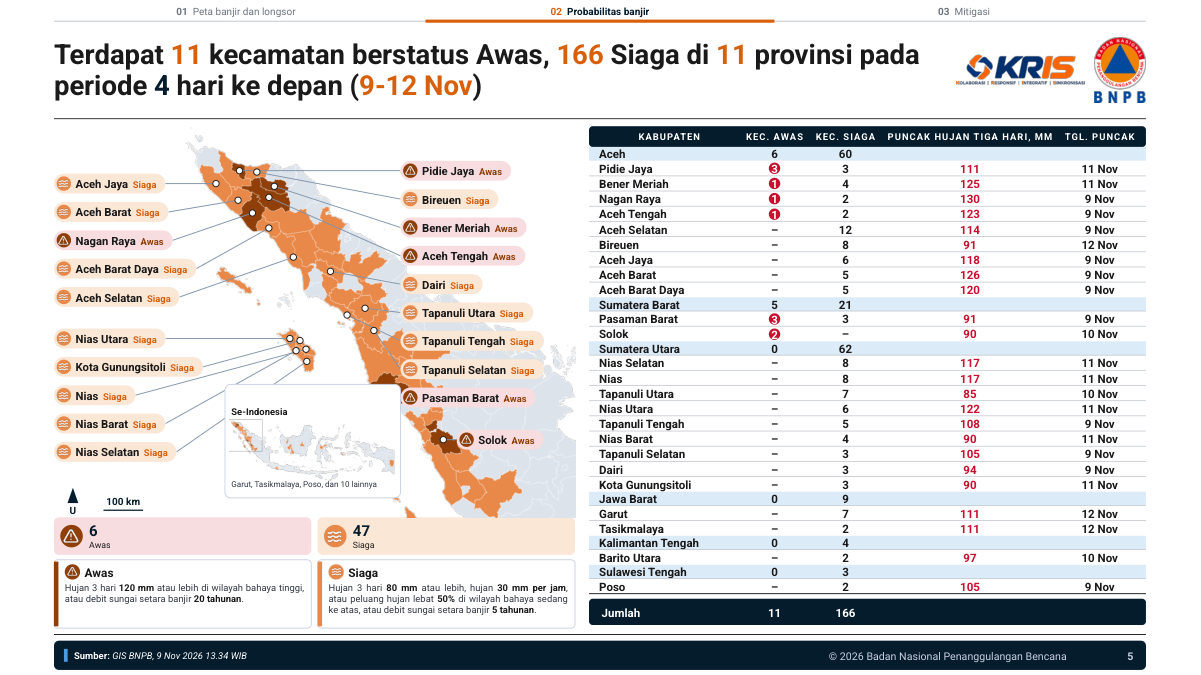 01 Peta banjir dan longsor
02 Probabilitas banjir
03 Mitigasi
Terdapat 11 kecamatan berstatus Awas, 166 Siaga di 11 provinsi pada
periode 4 hari ke depan (9-12 Nov)
KRIS
KOLABORASI | RESPONSIF | INTEGRATIF | SINKRONISASI
BADAN NASIONAL
PENANGGULANGAN BENCANA
BNPB
Aceh Jaya Siaga
Aceh Barat Siaga
Nagan Raya Awas
Aceh Barat Daya Siaga
Aceh Selatan Siaga
Nias Utara Siaga
Kota Gunungsitoli Siaga
Nias Siaga
Nias Barat Siaga
Nias Selatan Siaga
Pidie Jaya Awas
Bireuen Siaga
Bener Meriah Awas
Aceh Tengah Awas
Dairi Siaga
Tapanuli Utara Siaga
Tapanuli Tengah Siaga
Tapanuli Selatan Siaga
Pasaman Barat Awas
Solok Awas
Se-Indonesia
Garut, Tasikmalaya, Poso, dan 10 lainnya
U
100 km
6
Awas
47
Siaga
Awas
Hujan 3 hari 120 mm atau lebih di wilayah bahaya tinggi,
atau debit sungai setara banjir 20 tahunan.
Siaga
Hujan 3 hari 80 mm atau lebih, hujan 30 mm per jam,
atau peluang hujan lebat 50% di wilayah bahaya sedang
ke atas, atau debit sungai setara banjir 5 tahunan.
KABUPATEN KEC. AWAS KEC. SIAGA PUNCAK HUJAN TIGA HARI, MM TGL. PUNCAK
Aceh 6 60
Pidie Jaya 3 3 111 11 Nov
Bener Meriah 1 4 125 11 Nov
Nagan Raya 1 2 130 9 Nov
Aceh Tengah 1 2 123 9 Nov
Aceh Selatan – 12 114 9 Nov
Bireuen – 8 91 12 Nov
Aceh Jaya – 6 118 9 Nov
Aceh Barat – 5 126 9 Nov
Aceh Barat Daya – 5 120 9 Nov
Sumatera Barat 5 21
Pasaman Barat 3 3 91 9 Nov
Solok 2 – 90 10 Nov
Sumatera Utara 0 62
Nias Selatan – 8 117 11 Nov
Nias – 8 117 11 Nov
Tapanuli Utara – 7 85 10 Nov
Nias Utara – 6 122 11 Nov
Tapanuli Tengah – 5 108 9 Nov
Nias Barat – 4 90 11 Nov
Tapanuli Selatan – 3 105 9 Nov
Dairi – 3 94 9 Nov
Kota Gunungsitoli – 3 90 11 Nov
Jawa Barat 0 9
Garut – 7 111 12 Nov
Tasikmalaya – 2 111 12 Nov
Kalimantan Tengah 0 4
Barito Utara – 2 97 10 Nov
Sulawesi Tengah 0 3
Poso – 2 105 9 Nov
Jumlah 11 166
Sumber: GIS BNPB, 9 Nov 2026 13.34 WIB
© 2026 Badan Nasional Penanggulangan Bencana
5